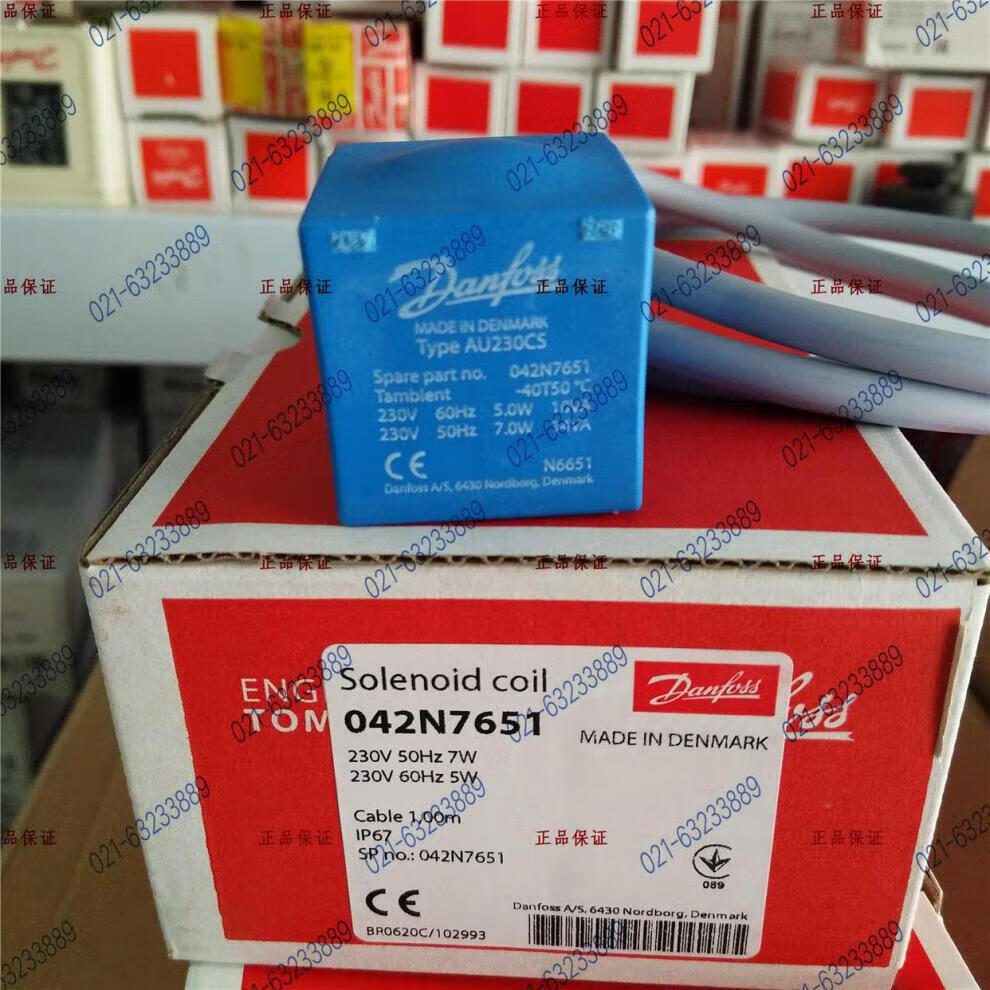 正品保证
021-63233889
Danfoss
MADE IN DENMARK
Type AU230CS
Spare part no. 042N7651
Tambient -40T50 °C
230V 60Hz 5.0W
230V 50Hz 7.0W
CE N6651
Danfoss A/S, 6430 Nordborg, Denmark
ENG
TOM
Solenoid coil
Danfoss
042N7651
MADE IN DENMARK
230V 50Hz 7W
230V 60Hz 5W
Cable 1,00m
IP67
SP no.: 042N7651
089
CE
Danfoss A/S, 6430 Nordborg, Denmark
BR0620C/102993